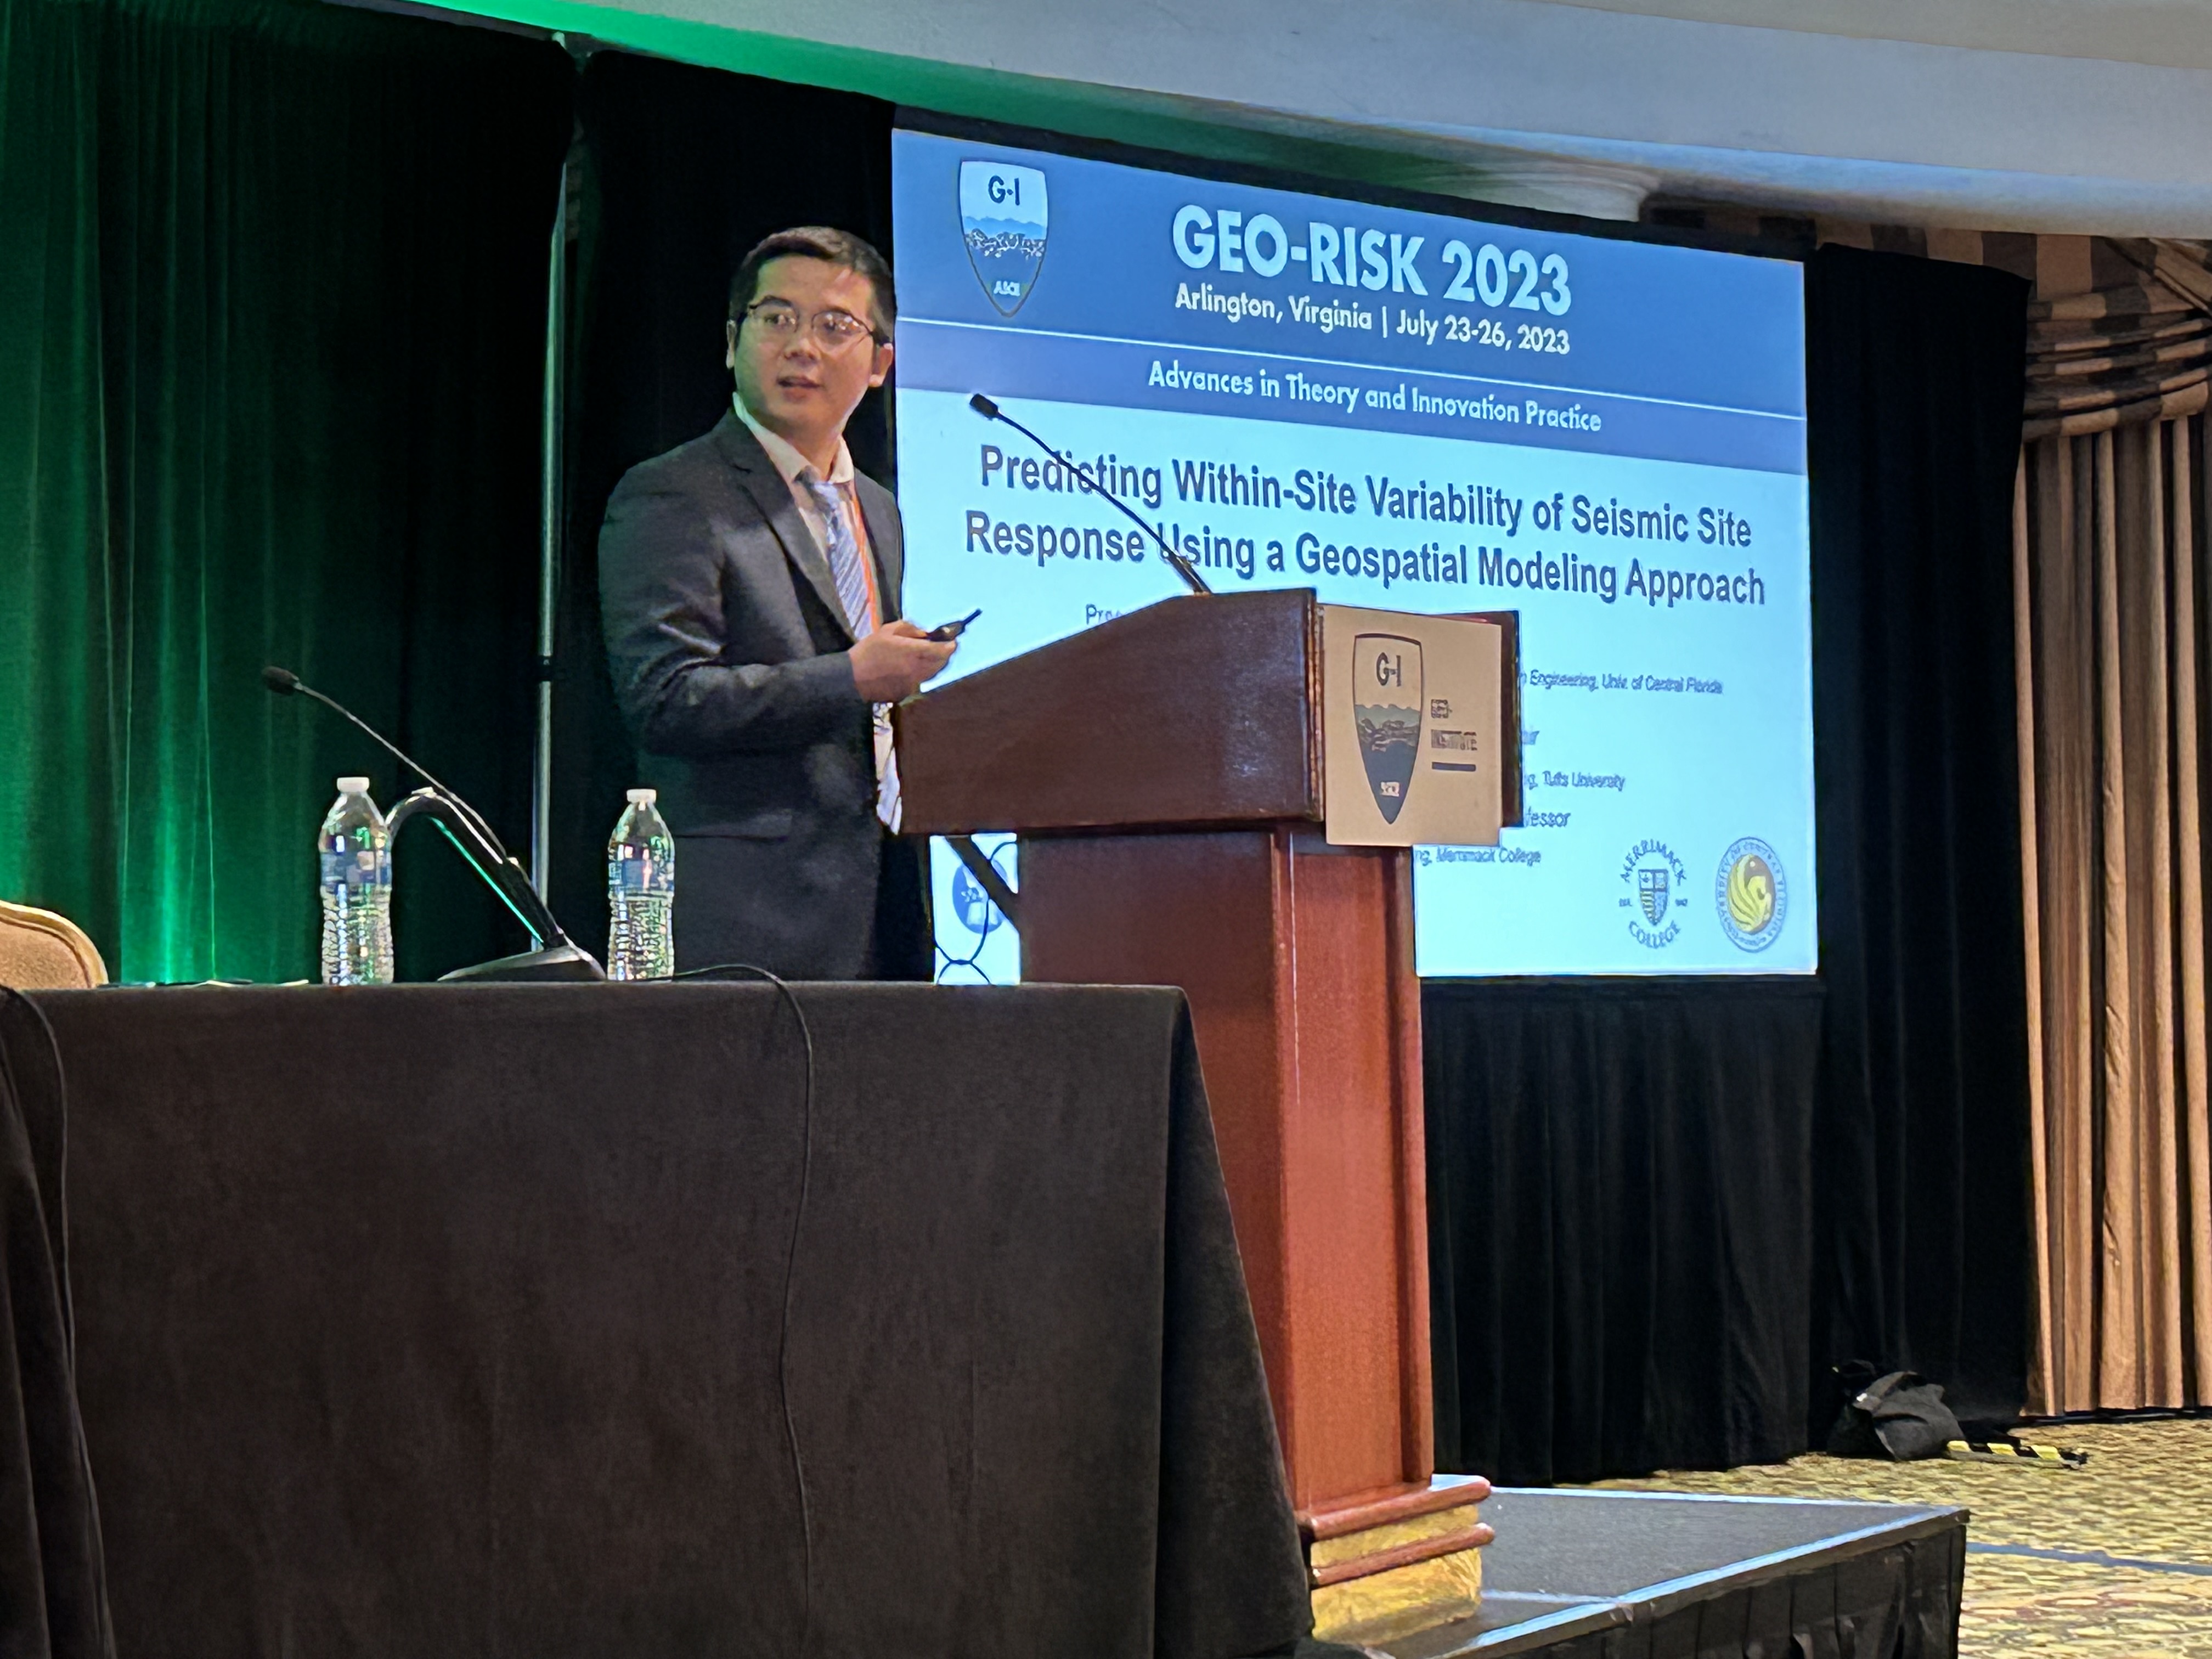 G-I
ASCE
GEO-RISK 2023
Arlington, Virginia | July 23-26, 2023
Advances in Theory and Innovation Practice
Predicting Within-Site Variability of Seismic Site
Response Using a Geospatial Modeling Approach
Engineering, Univ. of Central Florida
Tufts University
Merrimack College
MERRIMACK
COLLEGE
G-I
GEO-
INSTITUTE
ASCE